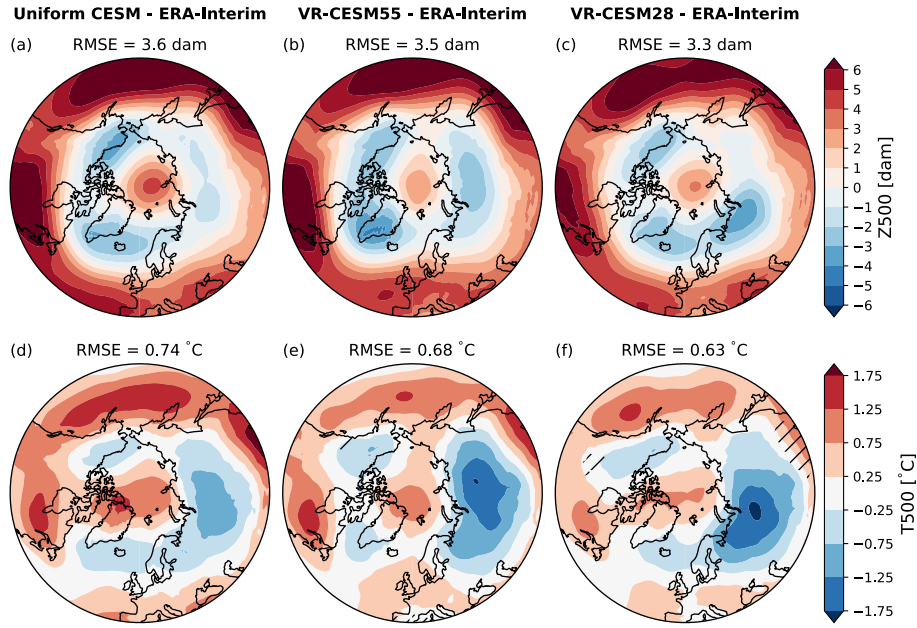 Uniform CESM - ERA-Interim
VR-CESM55 - ERA-Interim
VR-CESM28 - ERA-Interim
(a)
RMSE = 3.6 dam
(b)
RMSE = 3.5 dam
(c)
RMSE = 3.3 dam
6
5
4
3
2
1
0
−1
−2
−3
−4
−5
−6
Z500 [dam]
(d)
RMSE = 0.74 °C
(e)
RMSE = 0.68 °C
(f)
RMSE = 0.63 °C
1.75
1.25
0.75
0.25
−0.25
−0.75
−1.25
−1.75
T500 [°C]